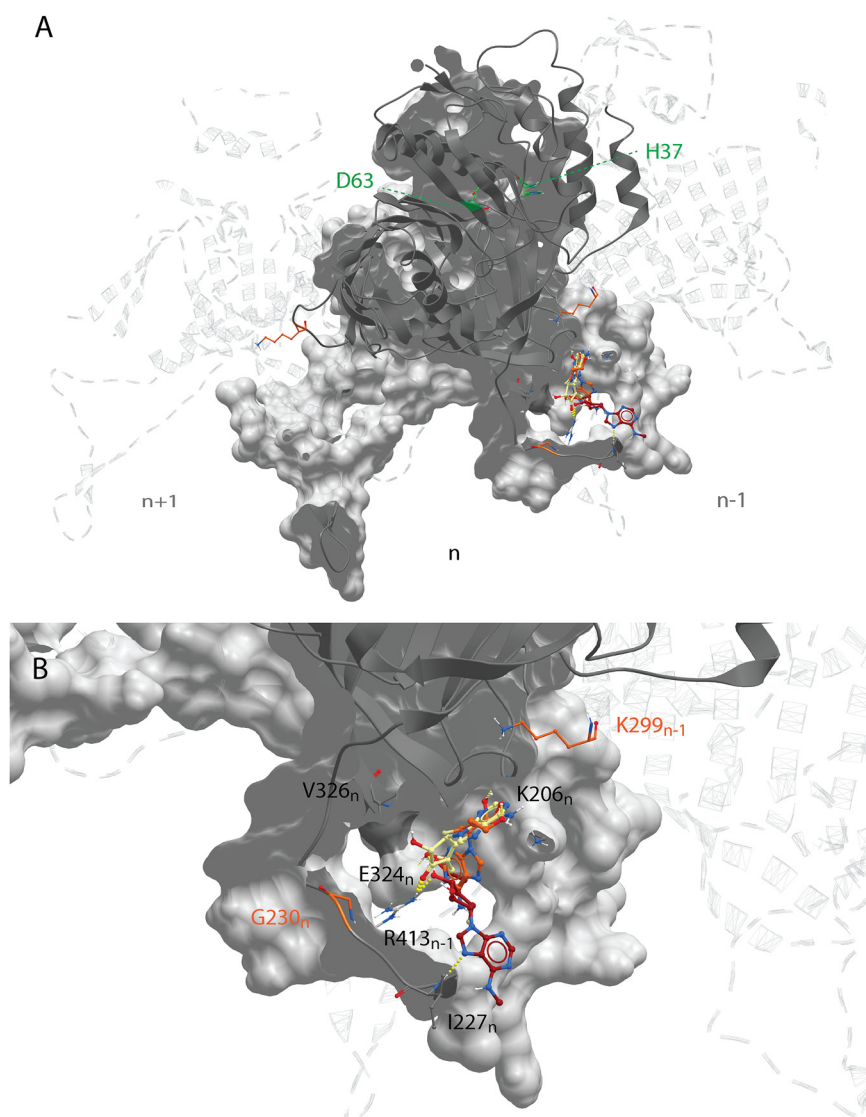 A
H37
D63
n+1
n-1
n
B
K299n-1
V326n
K206n
E324n
G230n
R413n-1
I227n